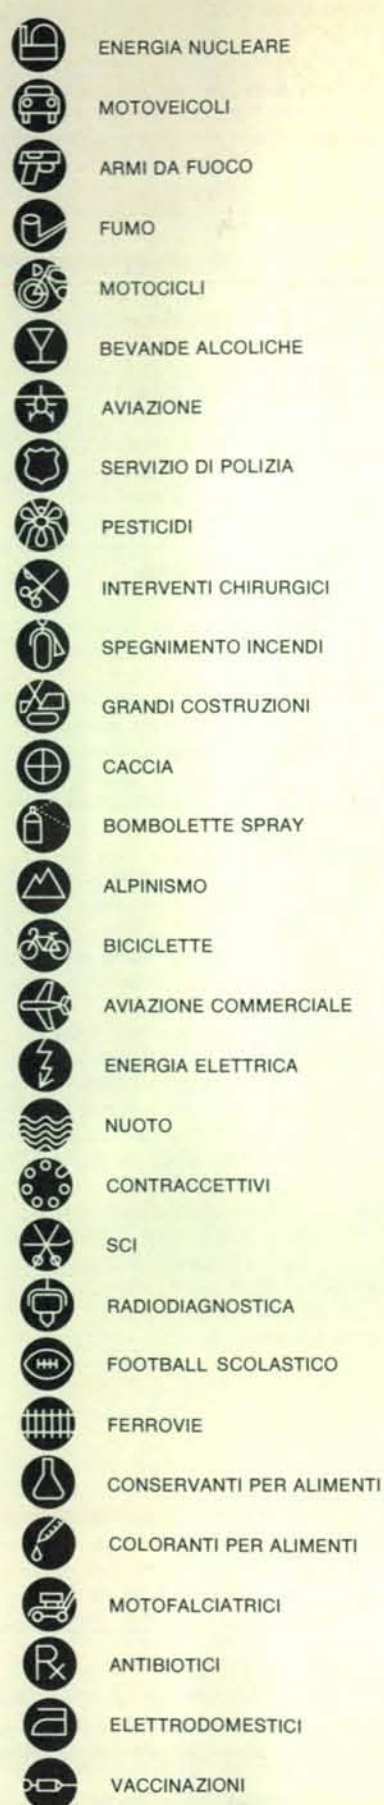 ENERGIA NUCLEARE
MOTOVEICOLI
ARMI DA FUOCO
FUMO
MOTOCICLI
BEVANDE ALCOLICHE
AVIAZIONE
SERVIZIO DI POLIZIA
PESTICIDI
INTERVENTI CHIRURGICI
SPEGNIMENTO INCENDI
GRANDI COSTRUZIONI
CACCIA
BOMBOLETTE SPRAY
ALPINISMO
BICICLETTE
AVIAZIONE COMMERCIALE
ENERGIA ELETTRICA
NUOTO
CONTRACCETTIVI
SCI
RADIODIAGNOSTICA
FOOTBALL SCOLASTICO
FERROVIE
CONSERVANTI PER ALIMENTI
COLORANTI PER ALIMENTI
MOTOFALCIATRICI
Rx ANTIBIOTICI
ELETTRODOMESTICI
VACCINAZIONI